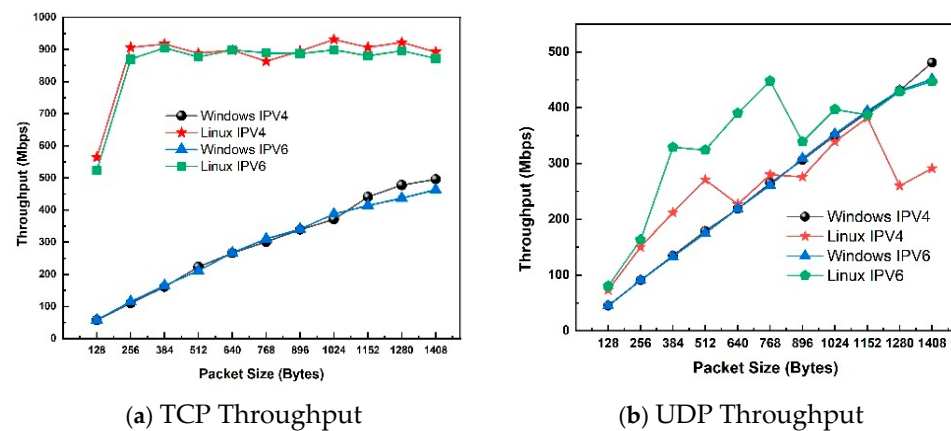 1000
900
800
700
600
500
400
300
200
100
0
Throughput (Mbps)
Windows IPV4
Linux IPV4
Windows IPV6
Linux IPV6
128 256 384 512 640 768 896 1024 1152 1280 1408
Packet Size (Bytes)
(a) TCP Throughput
500
400
300
200
100
0
Throughput (Mbps)
Windows IPV4
Linux IPV4
Windows IPV6
Linux IPV6
128 256 384 512 640 768 896 1024 1152 1280 1408
Packet Size (Bytes)
(b) UDP Throughput